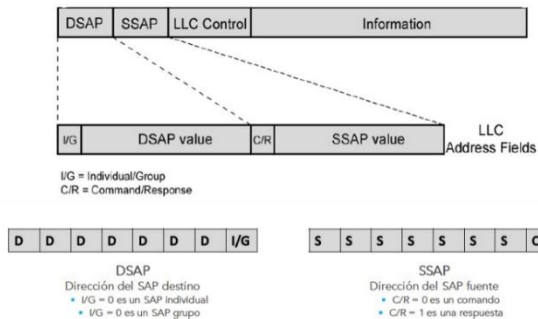 DSAP SSAP LLC Control Information
I/G DSAP value C/R SSAP value LLC
Address Fields
I/G = Individual/Group
C/R = Command/Response
D D D D D D D I/G S S S S S S S C
DSAP SSAP
Dirección del SAP destino Dirección del SAP fuente
• I/G = 0 es un SAP individual • C/R = 0 es un comando
• I/G = 0 es un SAP grupo • C/R = 1 es una respuesta